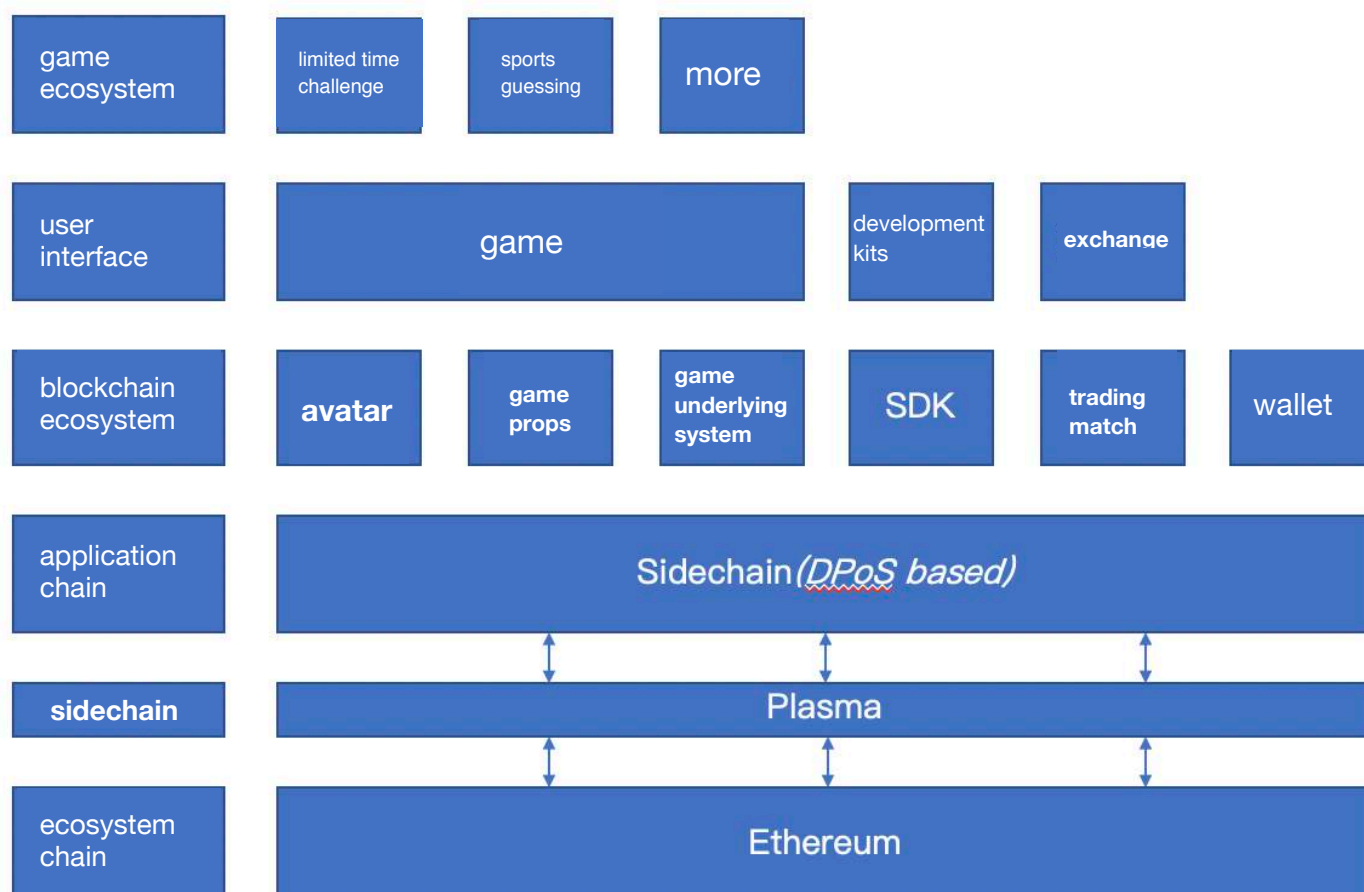 game
ecosystem
limited time
challenge
sports
guessing
more
user
interface
game
development
kits
exchange
blockchain
ecosystem
avatar
game
props
game
underlying
system
SDK
trading
match
wallet
application
chain
Sidechain(DPoS based)
sidechain
Plasma
ecosystem
chain
Ethereum